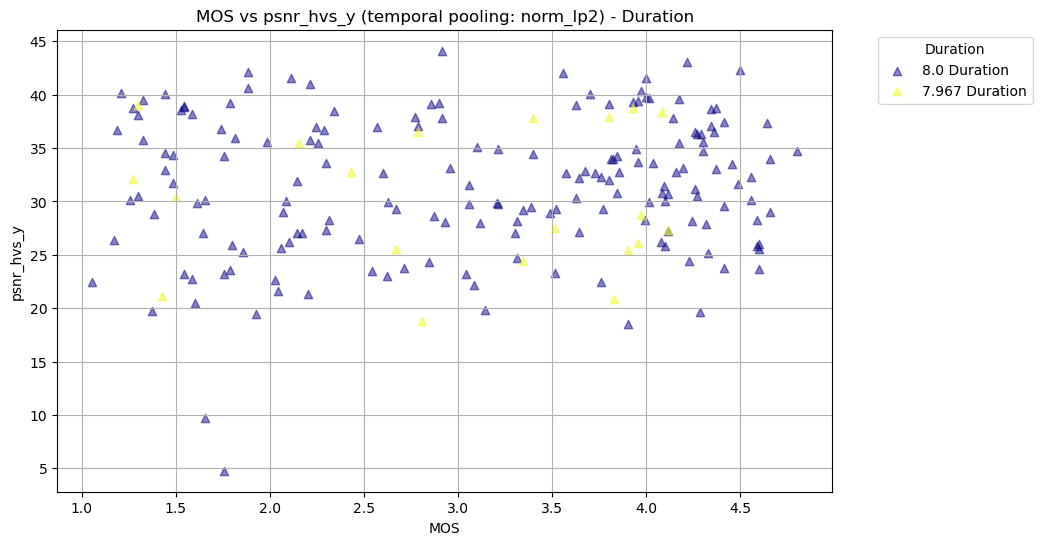 MOS vs psnr_hvs_y (temporal pooling: norm_lp2) - Duration
psnr_hvs_y
45
40
35
30
25
20
15
10
5
1.0 1.5 2.0 2.5 3.0 3.5 4.0 4.5
MOS
Duration
8.0 Duration
7.967 Duration